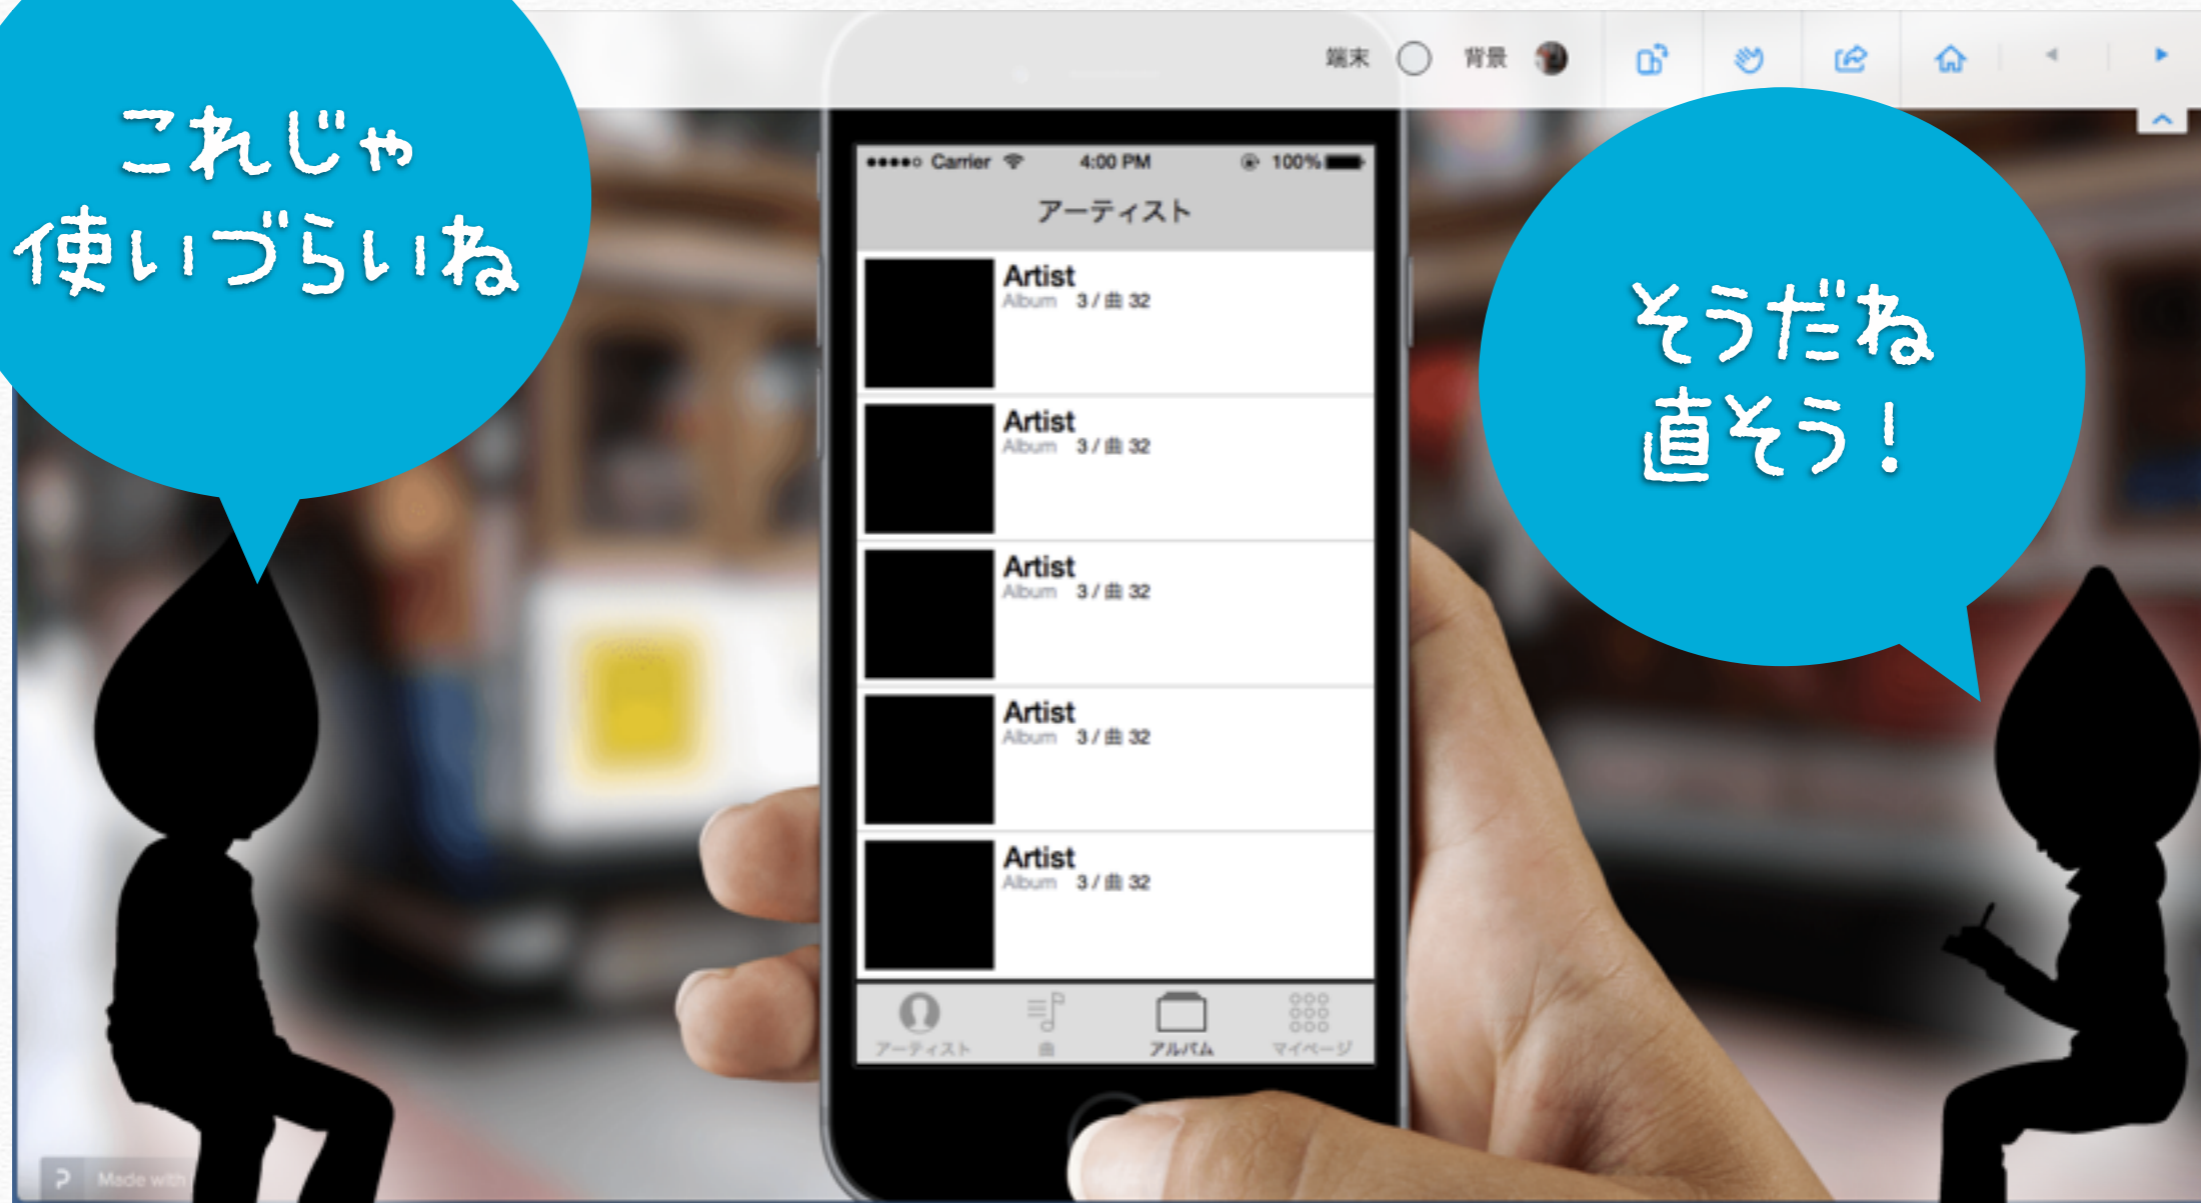 端末
背景
これじゃ
使いづらいね
そうだね
直そう！
Carrier 4:00 PM 100%
アーティスト
Artist
Album 3 / 曲 32
Artist
Album 3 / 曲 32
Artist
Album 3 / 曲 32
Artist
Album 3 / 曲 32
Artist
Album 3 / 曲 32
アーティスト 曲 アルバム マイページ
Made with